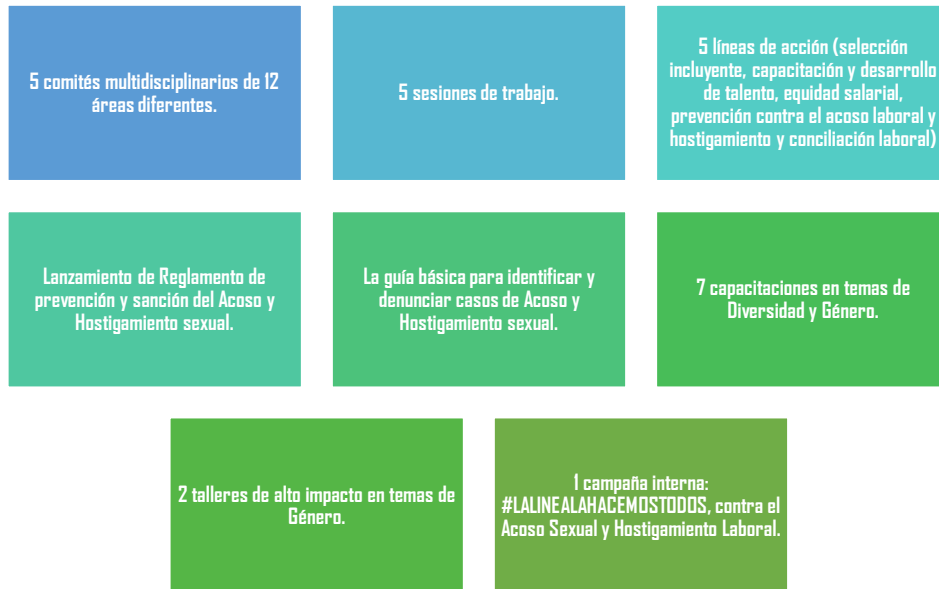 5 comités multidisciplinarios de 12
áreas diferentes.
5 sesiones de trabajo.
5 líneas de acción (selección
incluyente, capacitación y desarrollo
de talento, equidad salarial,
prevención contra el acoso laboral y
hostigamiento y conciliación laboral)
Lanzamiento de Reglamento de
prevención y sanción del Acoso y
Hostigamiento sexual.
La guía básica para identificar y
denunciar casos de Acoso y
Hostigamiento sexual.
7 capacitaciones en temas de
Diversidad y Género.
2 talleres de alto impacto en temas de
Género.
1 campaña interna:
#LALINEALAHACEMOSTODOS, contra el
Acoso Sexual y Hostigamiento Laboral.